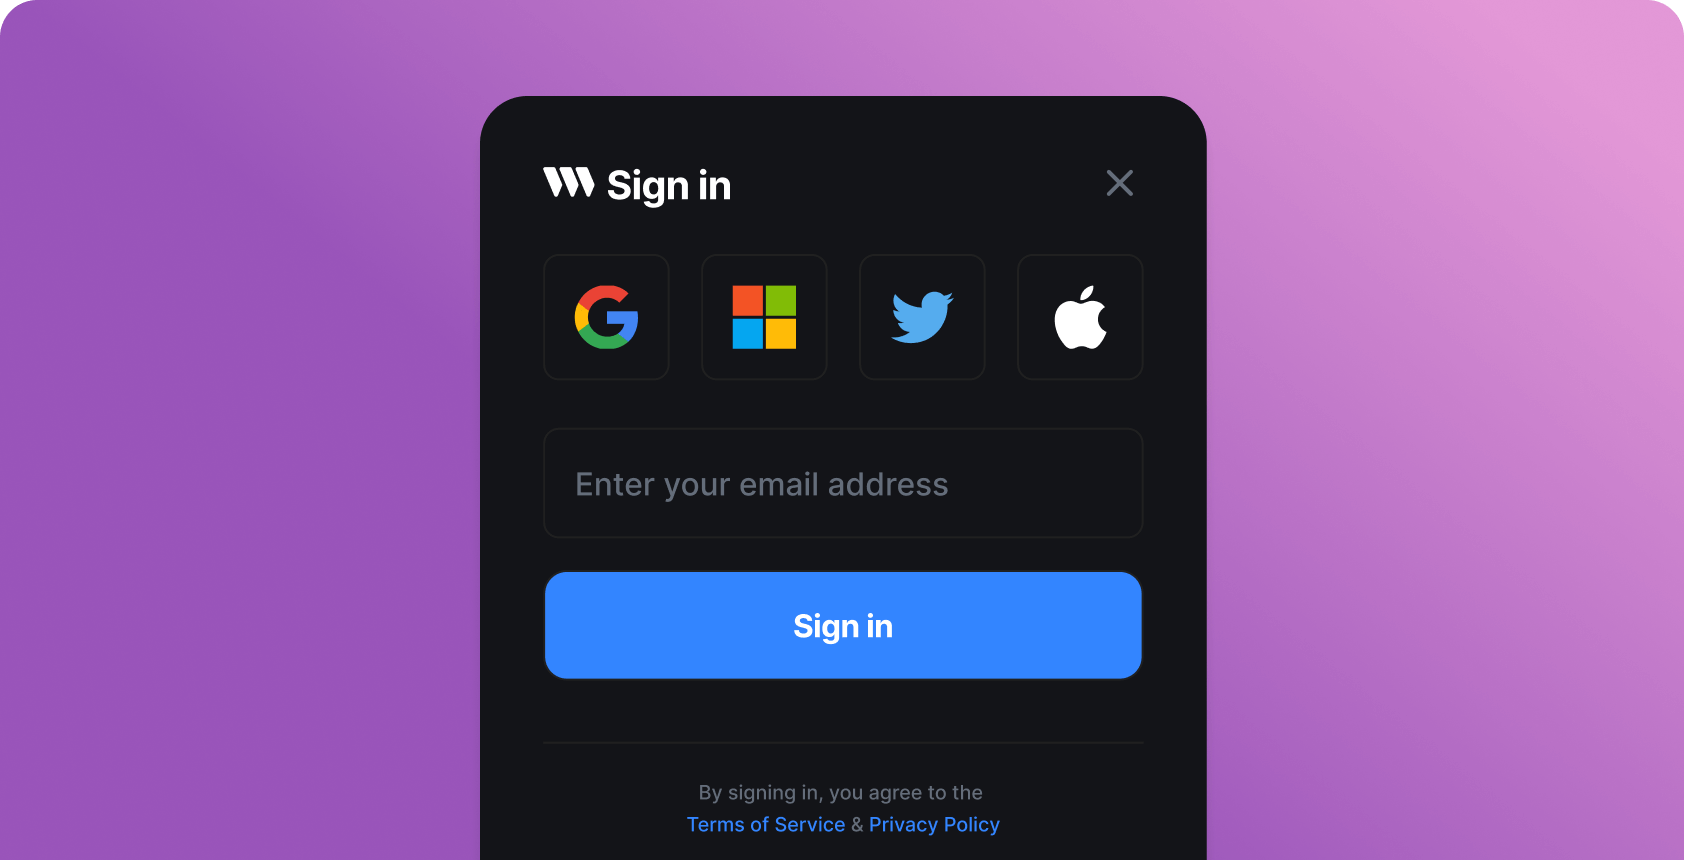 Sign in
Enter your email address
Sign in
By signing in, you agree to the
Terms of Service & Privacy Policy